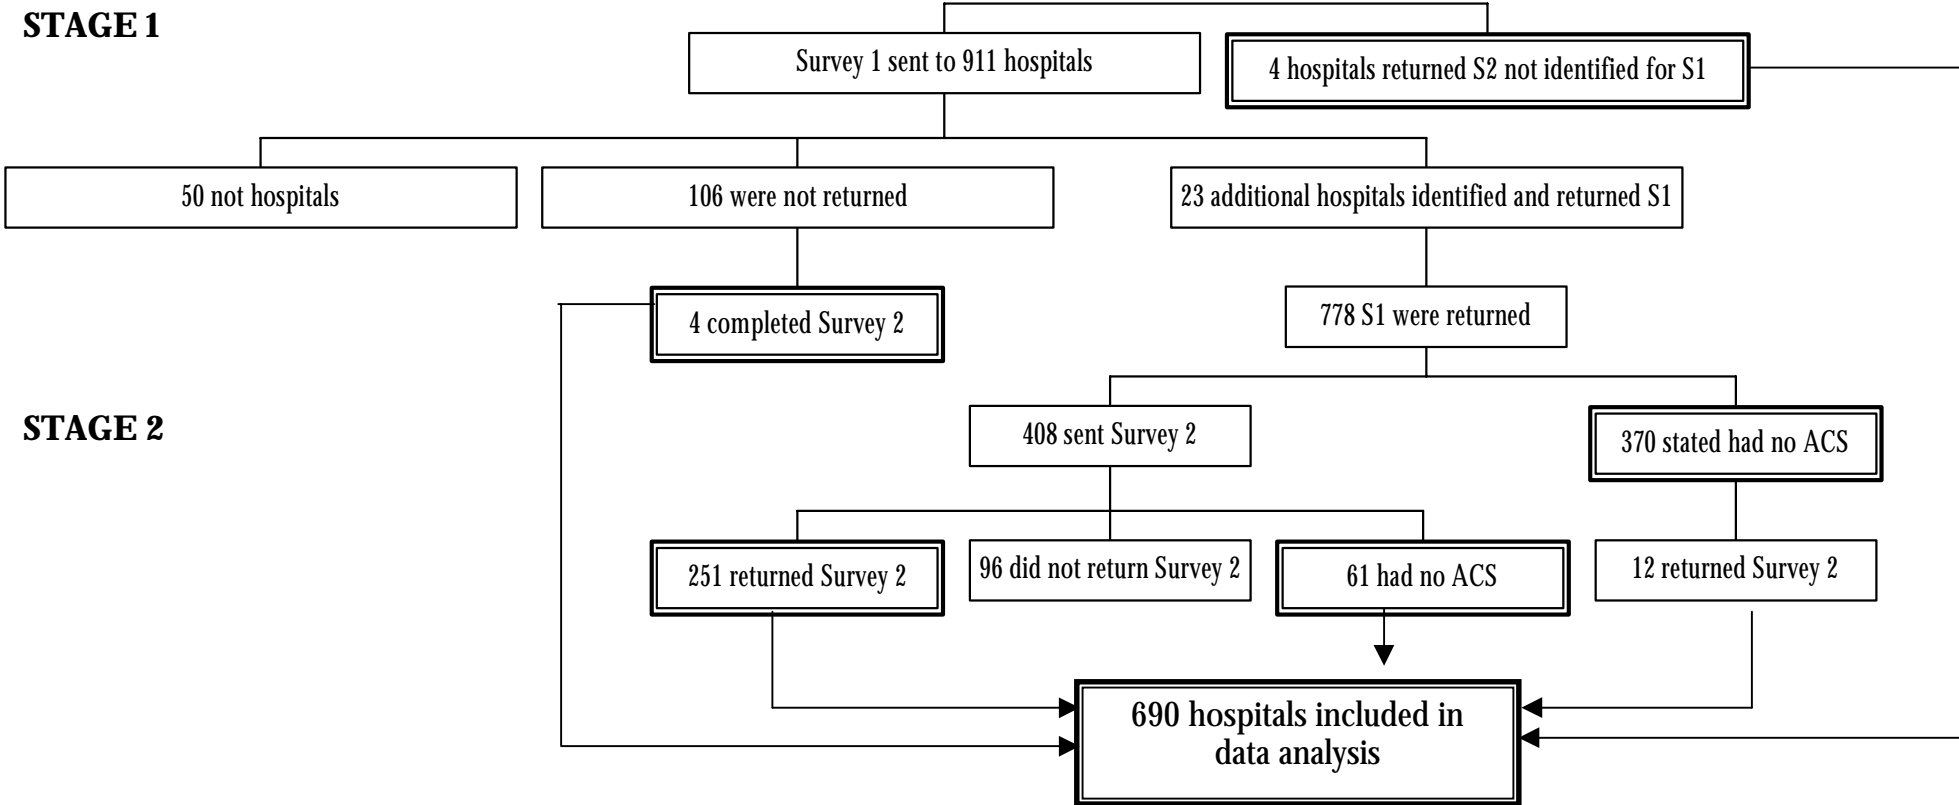 STAGE 1
Survey 1 sent to 911 hospitals
4 hospitals returned S2 not identified for S1
50 not hospitals
106 were not returned
23 additional hospitals identified and returned S1
4 completed Survey 2
778 S1 were returned
STAGE 2
408 sent Survey 2
370 stated had no ACS
251 returned Survey 2
96 did not return Survey 2
61 had no ACS
12 returned Survey 2
690 hospitals included in
data analysis